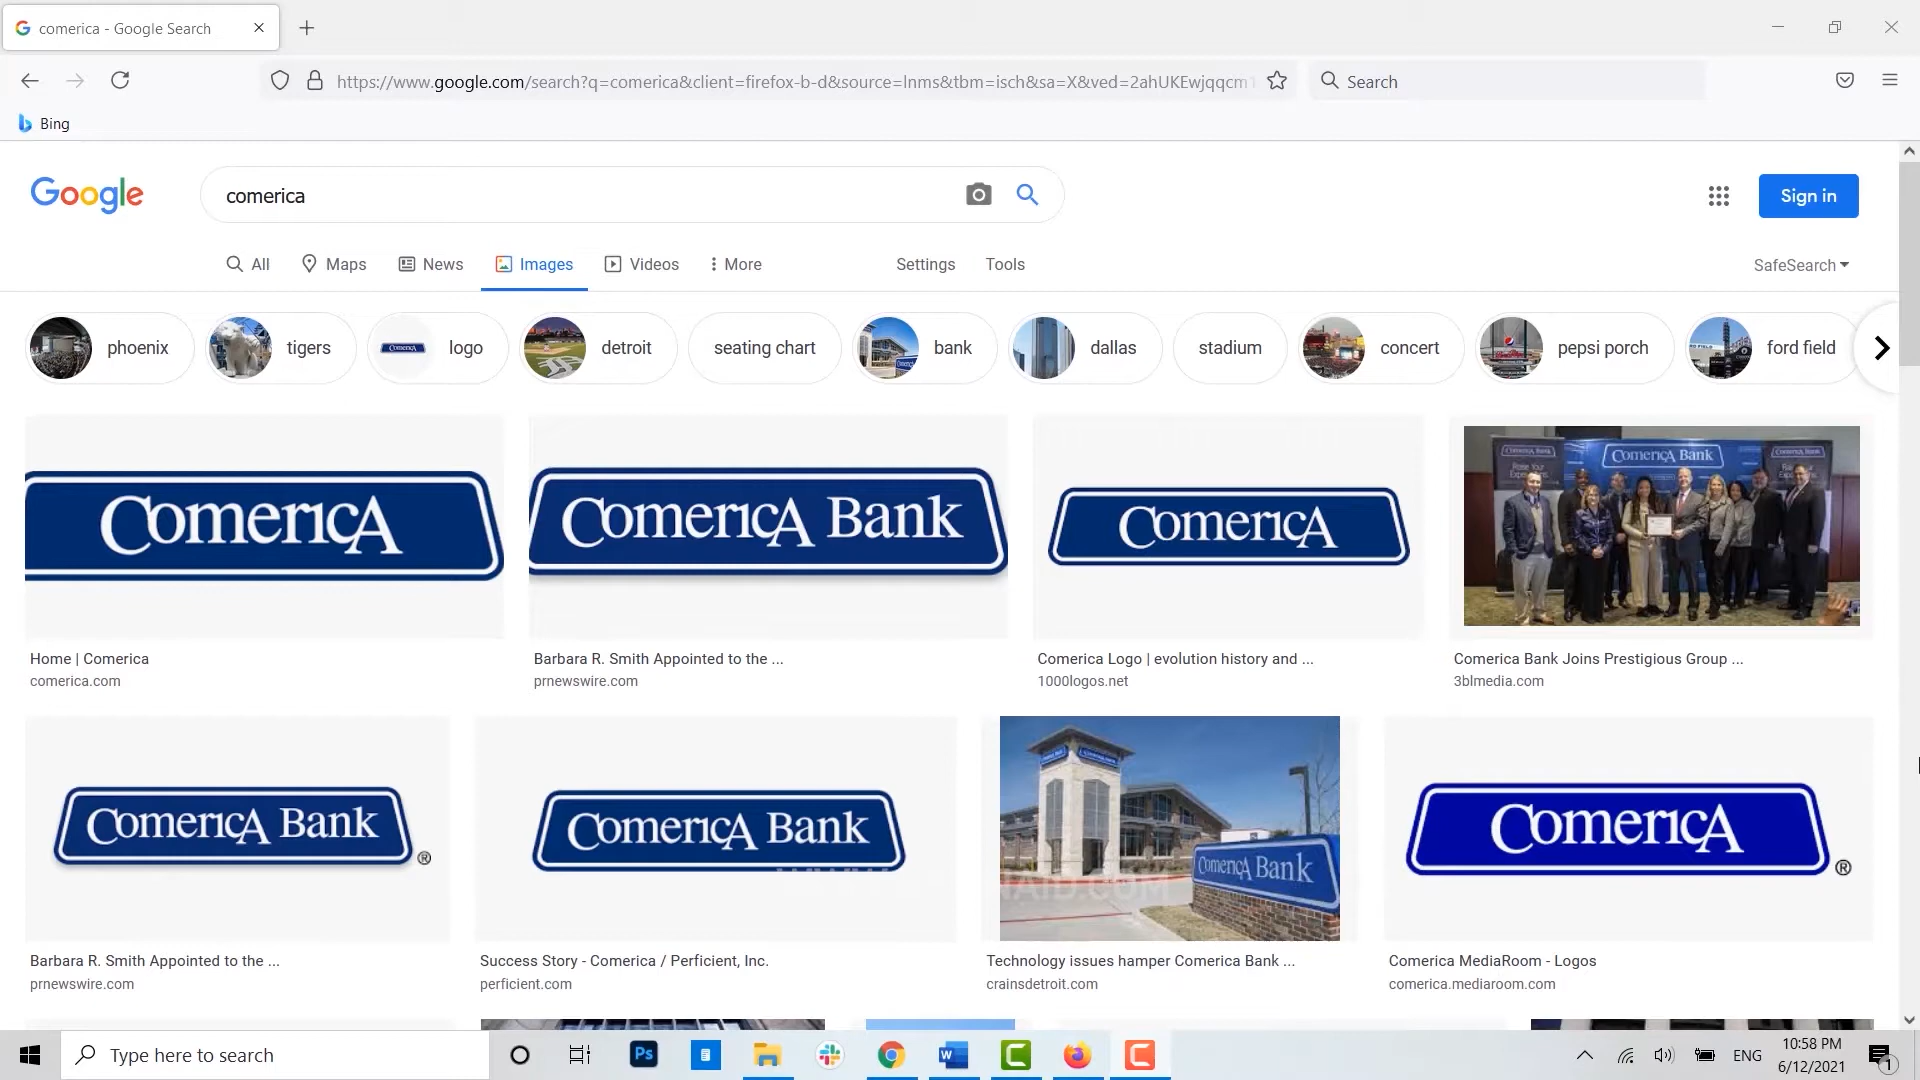 comerica - Google Search
https://www.google.com/search?q=comerica&client=firefox-b-d&source=lnms&tbm=isch&sa=X&ved=2ahUKEwjqqcm
Search
Bing
Google
comerica
Sign in
All
Maps
News
Images
Videos
More
Settings
Tools
SafeSearch
phoenix
tigers
Comerica
logo
detroit
seating chart
bank
dallas
stadium
concert
pepsi porch
ford field
ComericA
ComericA Bank
ComericA
ComericA Bank
Home | Comerica
Barbara R. Smith Appointed to the ...
Comerica Logo | evolution history and ...
Comerica Bank Joins Prestigious Group ...
comerica.com
prnewswire.com
1000logos.net
3blmedia.com
ComericA Bank ®
ComericA Bank
ComericA Bank
ComericA ®
Barbara R. Smith Appointed to the ...
Success Story - Comerica / Perficient, Inc.
Technology issues hamper Comerica Bank ...
Comerica MediaRoom - Logos
prnewswire.com
perficient.com
crainsdetroit.com
comerica.mediaroom.com
Type here to search
Ps
W
ENG
10:58 PM
6/12/2021
1